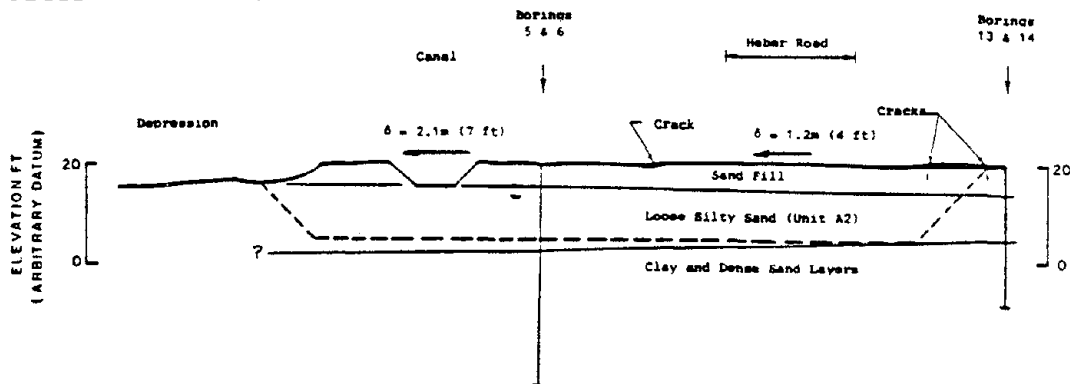 Borings
5 & 6
Borings
13 & 14
Heber Road
Canal
Cracks
Depression
δ = 2.1m (7 ft)
Crack
δ = 1.2m (4 ft)
ELEVATION FT
(ARBITRARY DATUM)
20
0
Sand Fill
Loose Silty Sand (Unit A2)
?
Clay and Dense Sand Layers
20
0